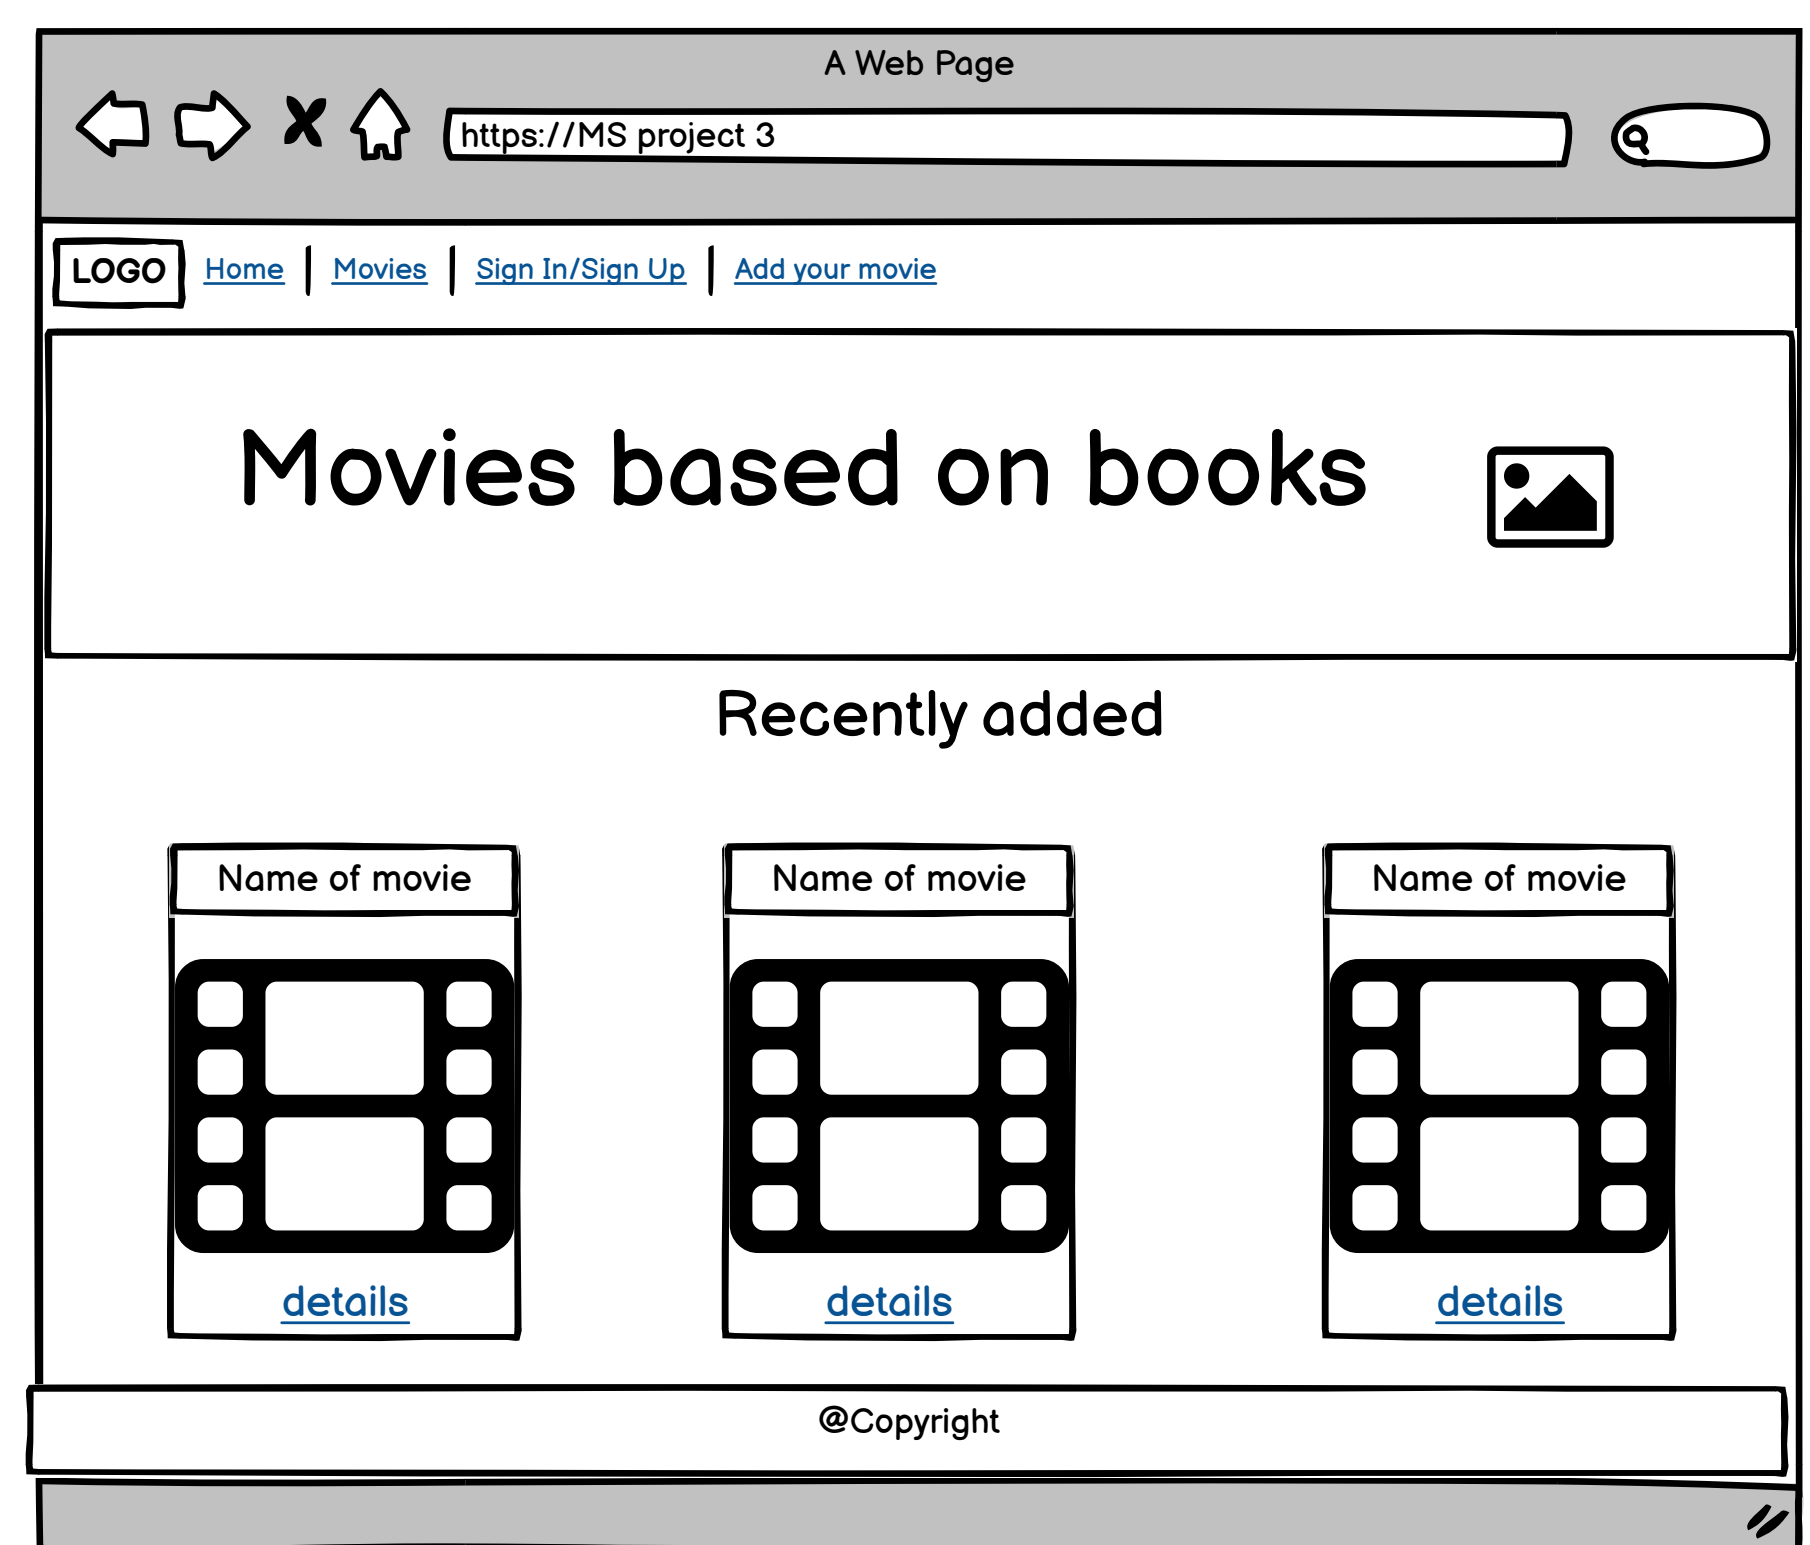 A Web Page
https://MS project 3
LOGO Home Movies Sign In/Sign Up Add your movie
Movies based on books
Recently added
Name of movie Name of movie Name of movie
details details details
@Copyright